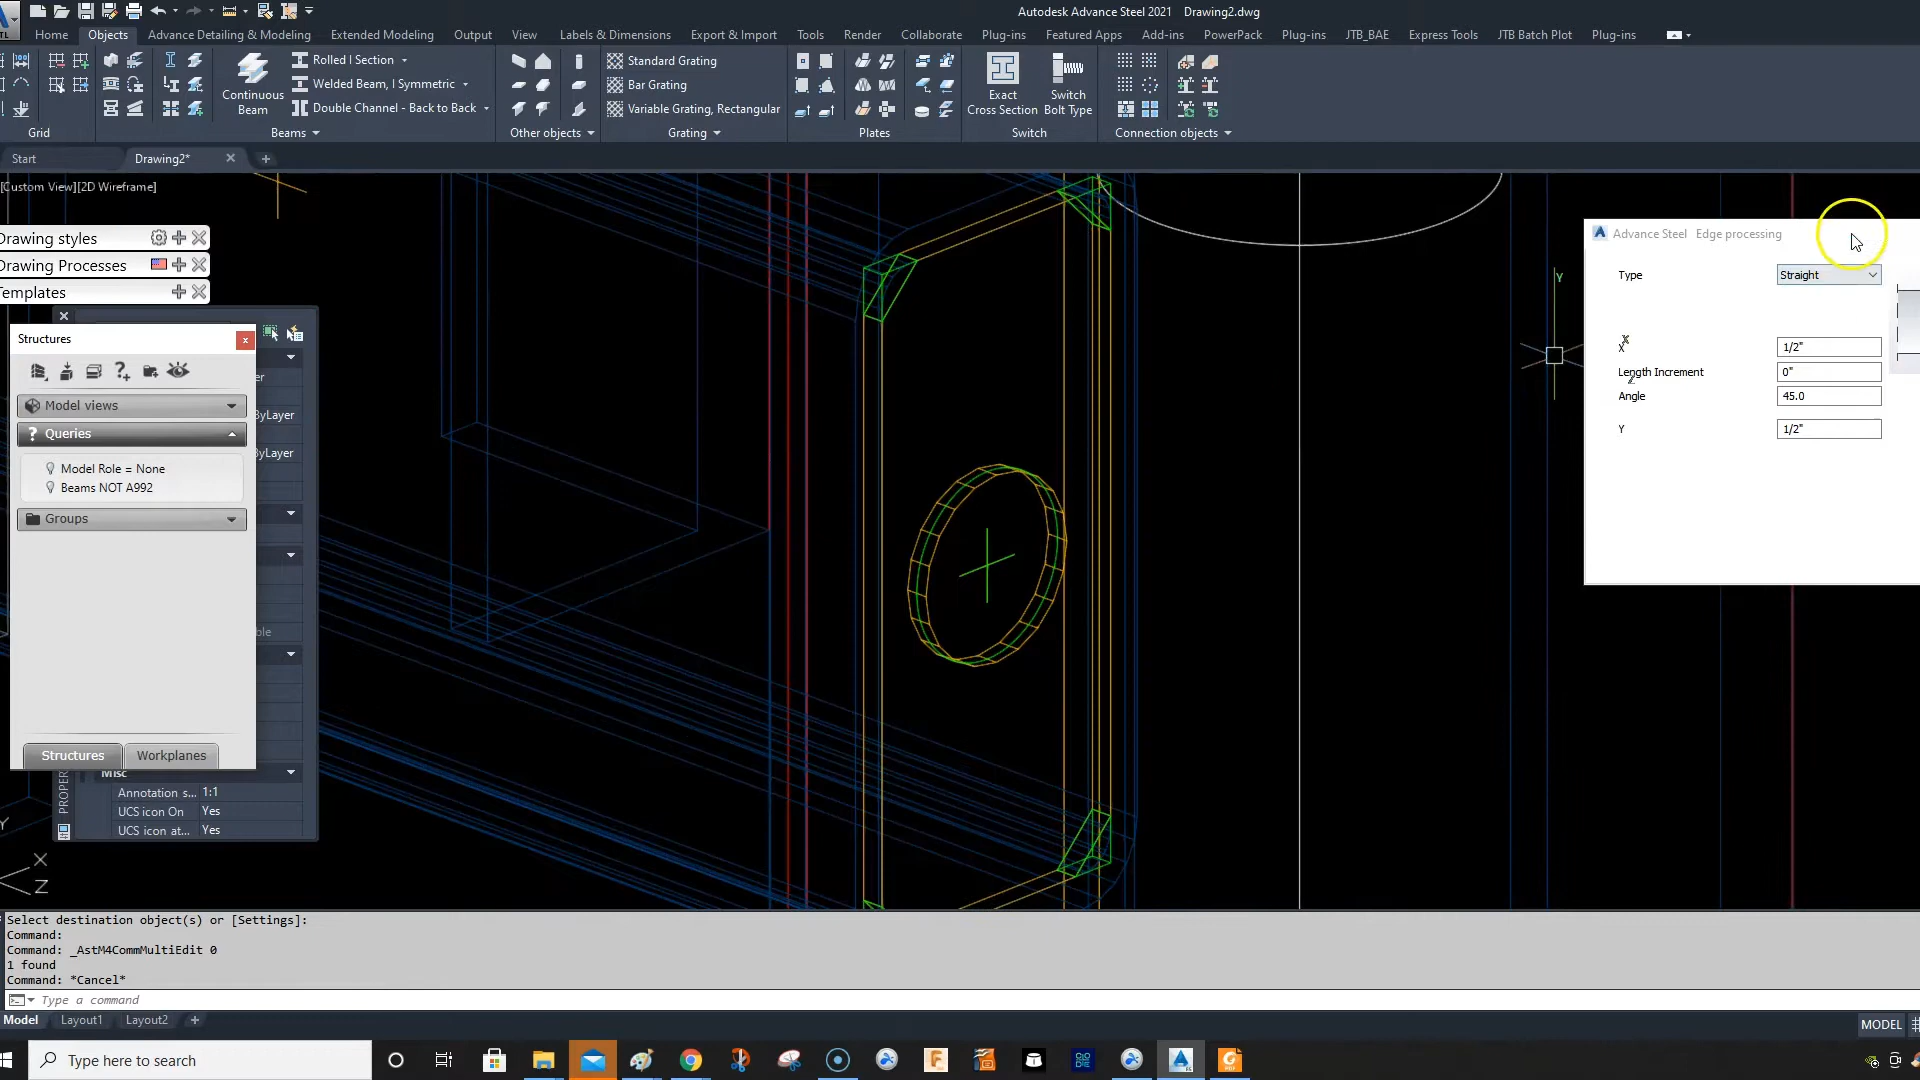 Autodesk Advance Steel 2021 Drawing2.dwg
Home Objects Advance Detailing & Modeling Extended Modeling Output View Labels & Dimensions Export & Import Tools Render Collaborate Plug-ins Featured Apps Add-ins PowerPack Plug-ins JTB_BAE Express Tools JTB Batch Plot Plug-ins
Rolled I Section
Welded Beam, I Symmetric
Double Channel - Back to Back
Continuous
Beam
Standard Grating
Bar Grating
Variable Grating, Rectangular
Exact
Cross Section
Switch
Bolt Type
Grid Beams Other objects Grating Plates Switch Connection objects
Start Drawing2*
[Custom View][2D Wireframe]
Drawing styles
Drawing Processes
Templates
Structures
Model views
? Queries
Model Role = None
Beams NOT A992
Groups
Structures Workplanes
er
ByLayer
ByLayer
ble
Misc
Annotation s... 1:1
UCS icon On Yes
UCS icon at... Yes
PROPER
Advance Steel Edge processing
Type Straight
X 1/2"
Length Increment 0"
Angle 45.0
Y 1/2"
Y
X
Z
Y
X
Z
Select destination object(s) or [Settings]:
Command:
Command: _AstM4CommMultiEdit 0
1 found
Command: *Cancel*
Type a command
Model Layout1 Layout2 +
MODEL
Type here to search